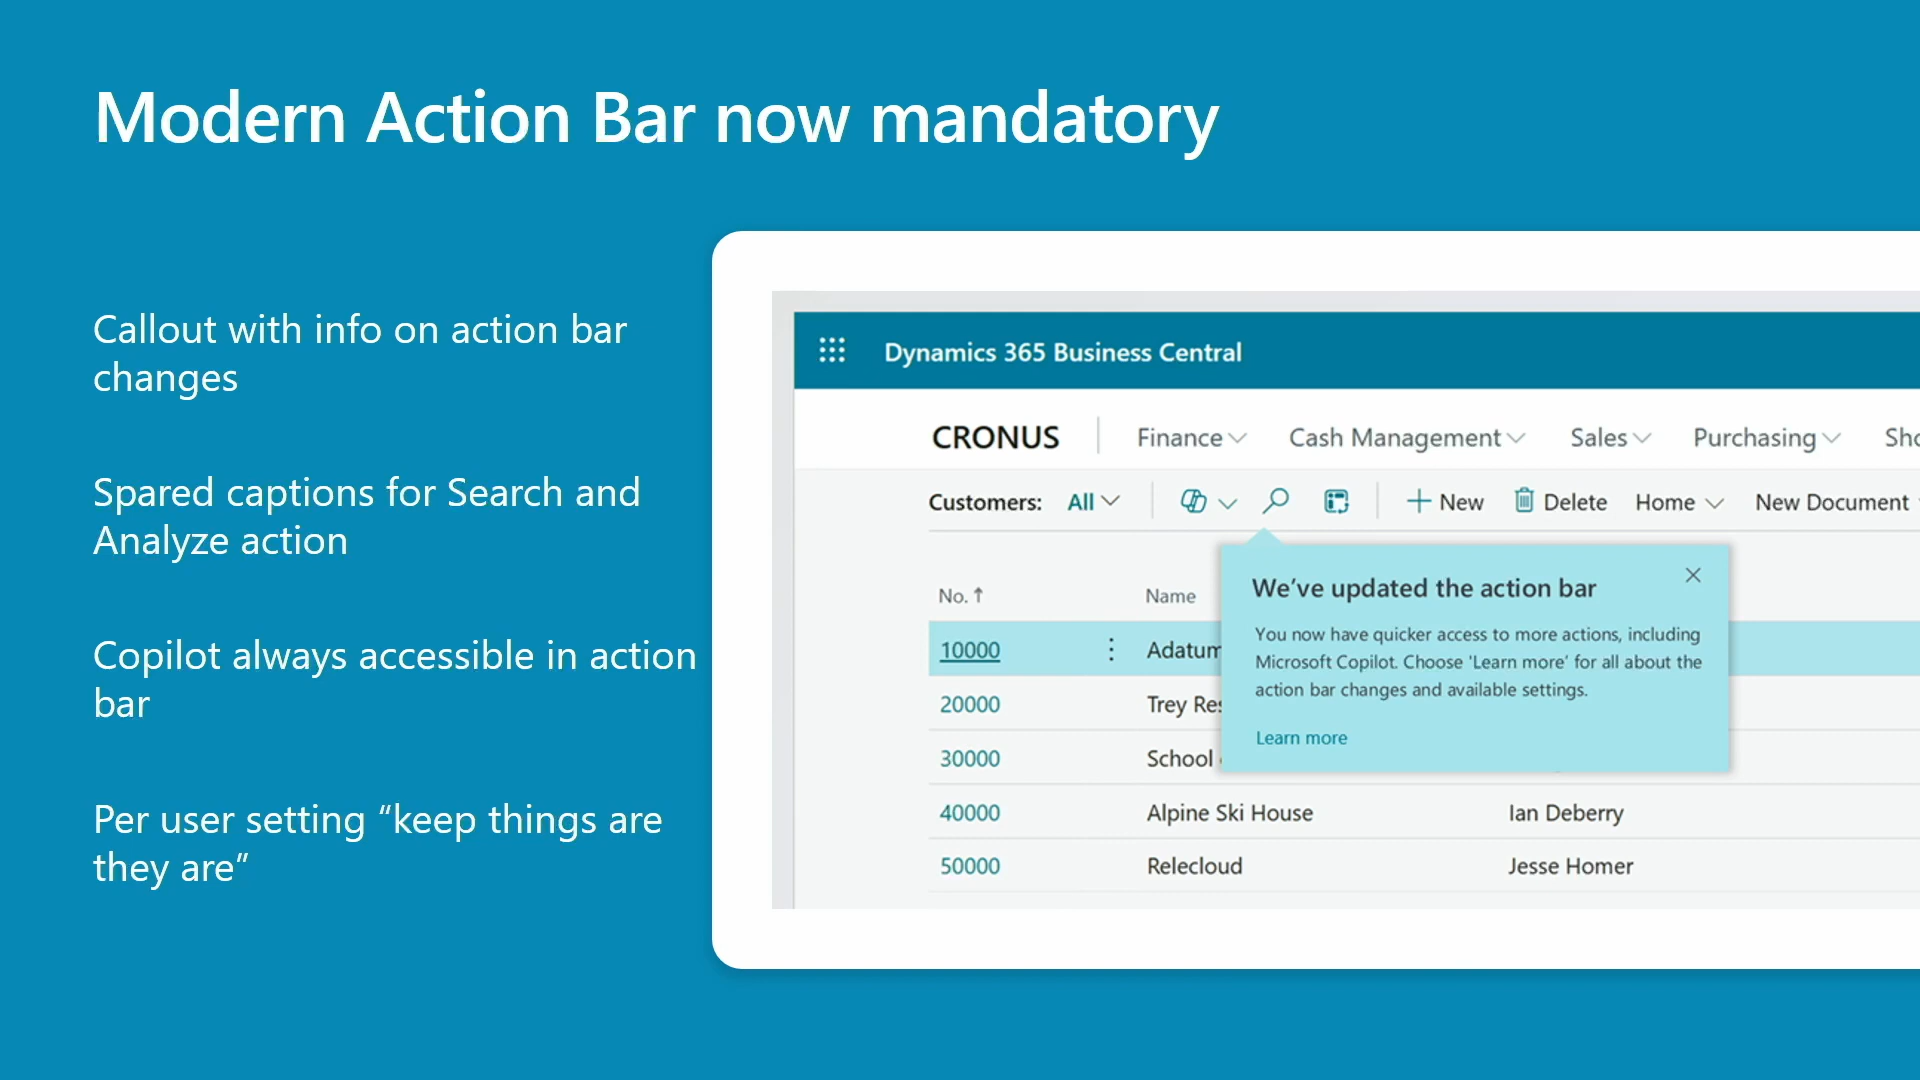 Modern Action Bar now mandatory
Callout with info on action bar
changes
Spared captions for Search and
Analyze action
Copilot always accessible in action
bar
Per user setting “keep things are
they are”
Dynamics 365 Business Central
CRONUS
Finance
Cash Management
Sales
Purchasing
Customers:
All
New
Delete
Home
New Document
We’ve updated the action bar
You now have quicker access to more actions, including
Microsoft Copilot. Choose 'Learn more' for all about the
action bar changes and available settings.
Learn more
No. ↑
Name
10000
Adatum
20000
Trey
30000
School
40000
Alpine Ski House
Ian Deberry
50000
Relecloud
Jesse Homer